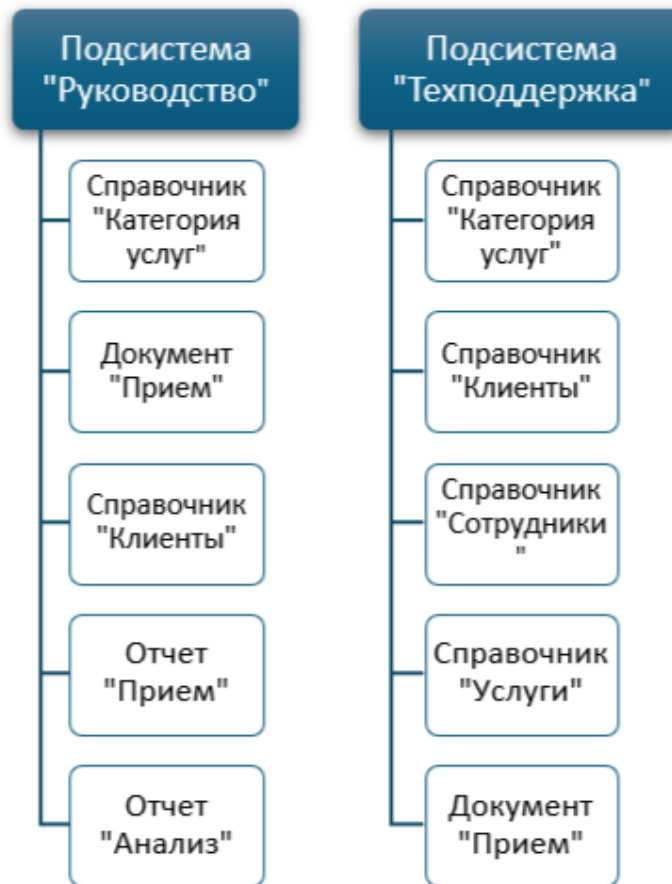 Подсистема
"Руководство"
Справочник
"Категория
услуг"
Документ
"Прием"
Справочник
"Клиенты"
Отчет
"Прием"
Отчет
"Анализ"
Подсистема
"Техподдержка"
Справочник
"Категория
услуг"
Справочник
"Клиенты"
Справочник
"Сотрудники
"
Справочник
"Услуги"
Документ
"Прием"